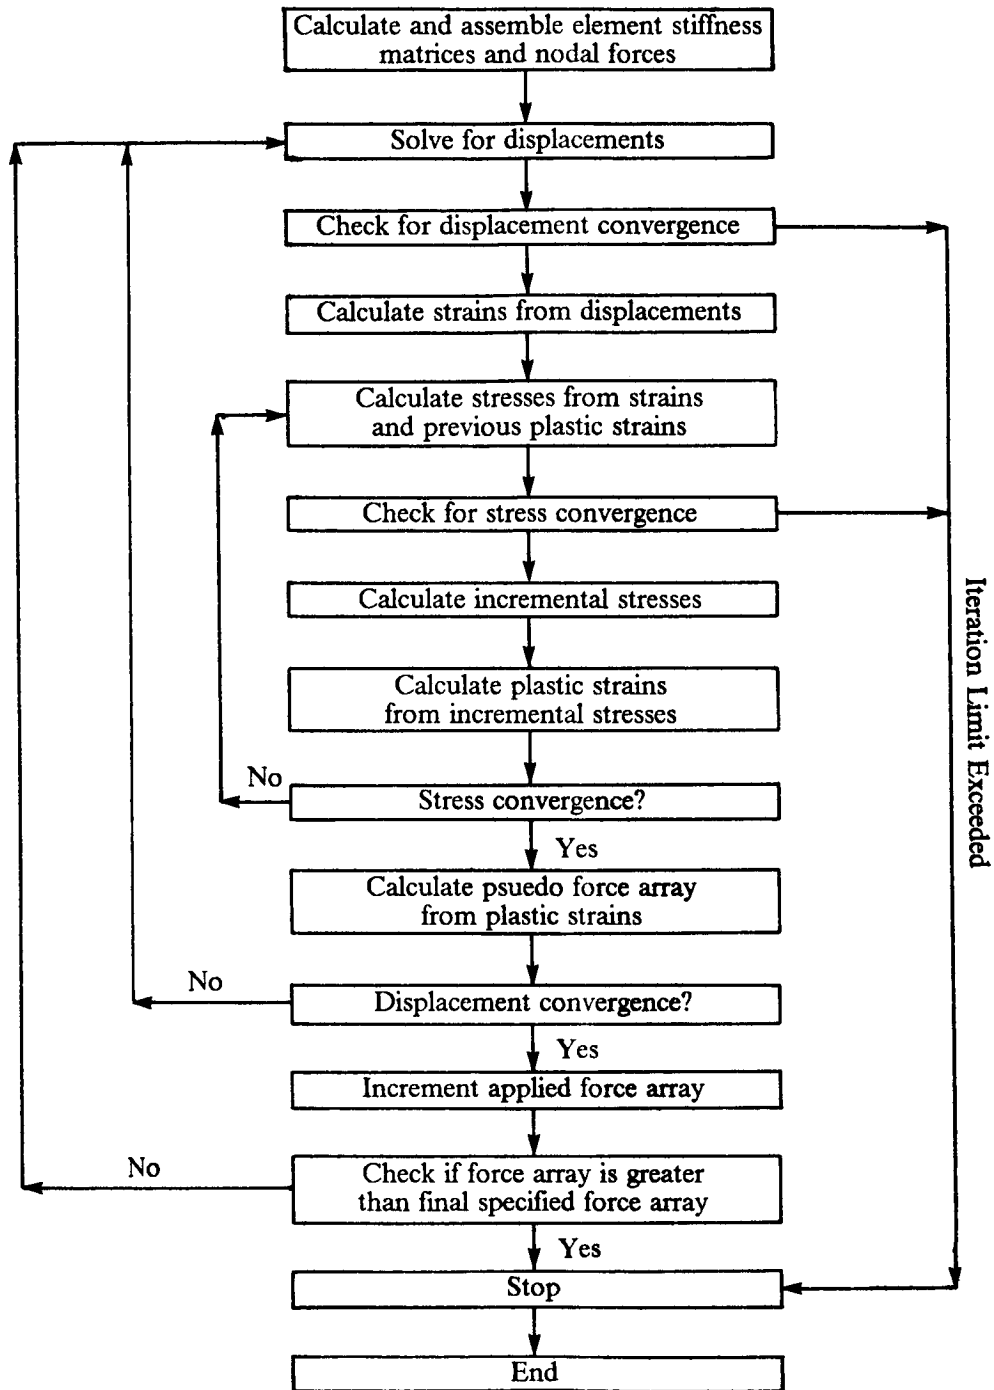 Calculate and assemble element stiffness
matrices and nodal forces
Solve for displacements
Check for displacement convergence
Calculate strains from displacements
Calculate stresses from strains
and previous plastic strains
Check for stress convergence
Calculate incremental stresses
Calculate plastic strains
from incremental stresses
No
Stress convergence?
Yes
Calculate psuedo force array
from plastic strains
No
Displacement convergence?
Yes
Increment applied force array
No
Check if force array is greater
than final specified force array
Yes
Stop
End
Iteration Limit Exceeded